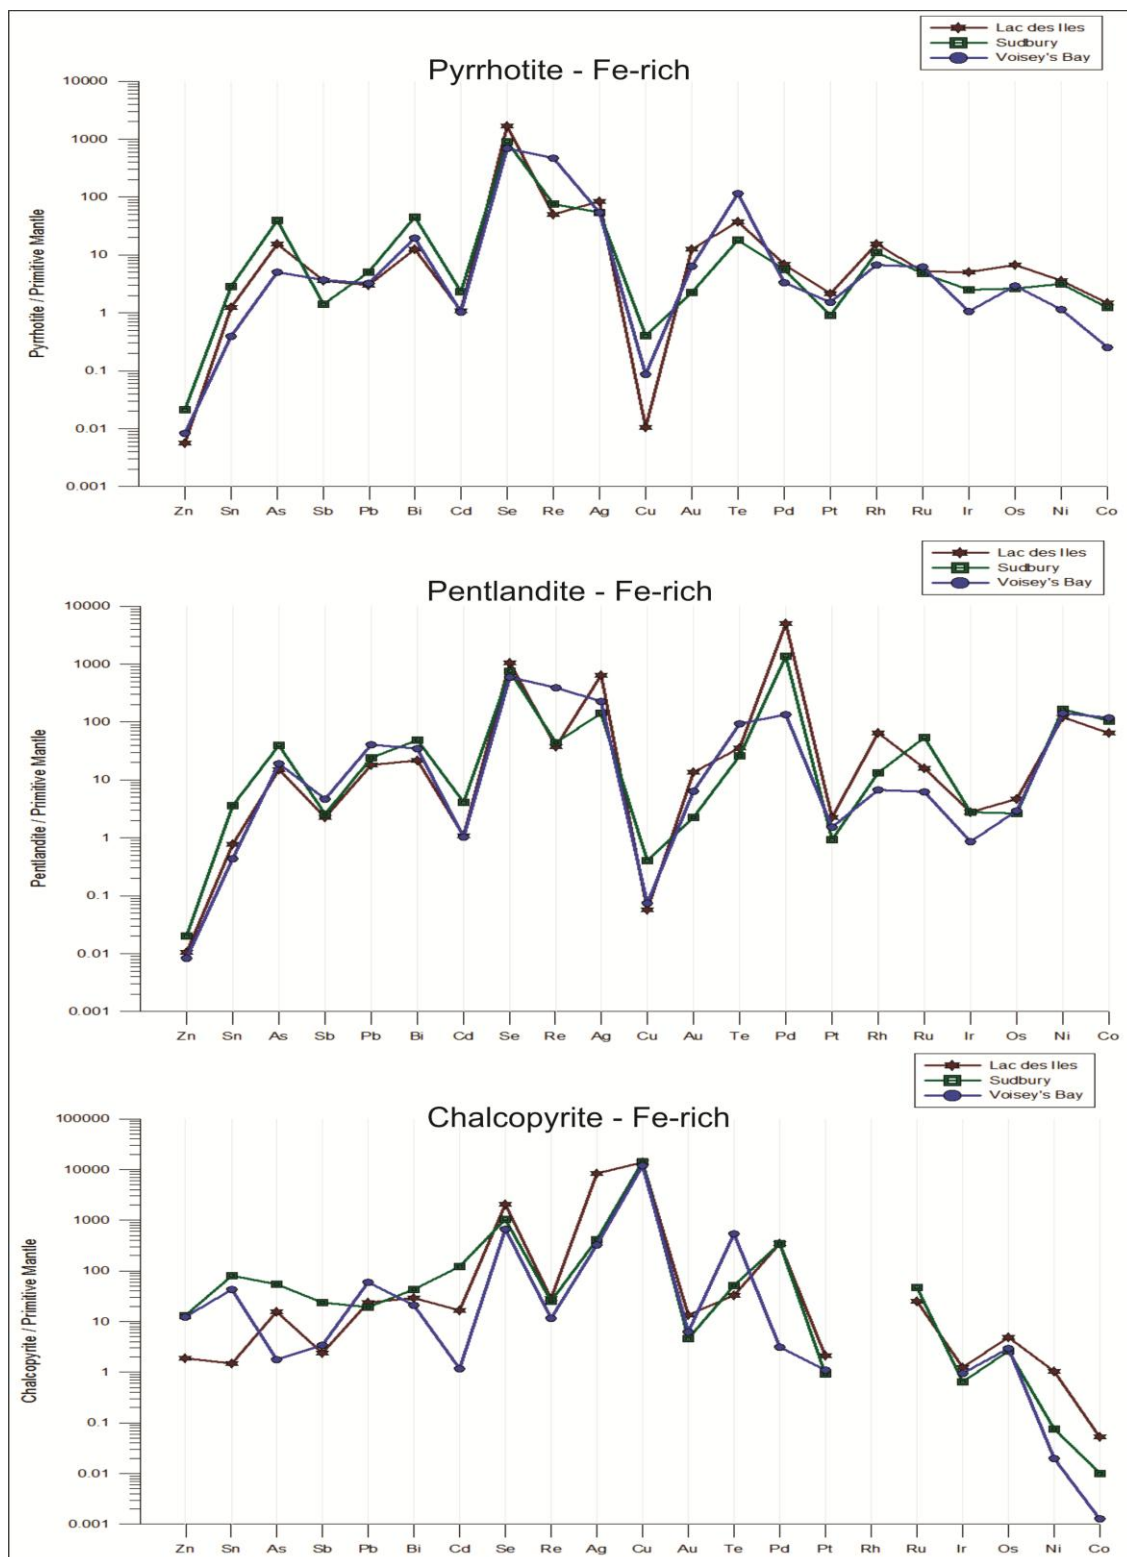 Lac des Iles
Sudbury
Voisey's Bay
Pyrrhotite - Fe-rich
10000
1000
100
10
1
0.1
0.01
0.001
Pyrrhotite / Primitive Mantle
Zn Sn As Sb Pb Bi Cd Se Re Ag Cu Au Te Pd Pt Rh Ru Ir Os Ni Co
Lac des Iles
Sudbury
Voisey's Bay
Pentlandite - Fe-rich
10000
1000
100
10
1
0.1
0.01
0.001
Pentlandite / Primitive Mantle
Zn Sn As Sb Pb Bi Cd Se Re Ag Cu Au Te Pd Pt Rh Ru Ir Os Ni Co
Lac des Iles
Sudbury
Voisey's Bay
Chalcopyrite - Fe-rich
100000
10000
1000
100
10
1
0.1
0.01
0.001
Chalcopyrite / Primitive Mantle
Zn Sn As Sb Pb Bi Cd Se Re Ag Cu Au Te Pd Pt Rh Ru Ir Os Ni Co